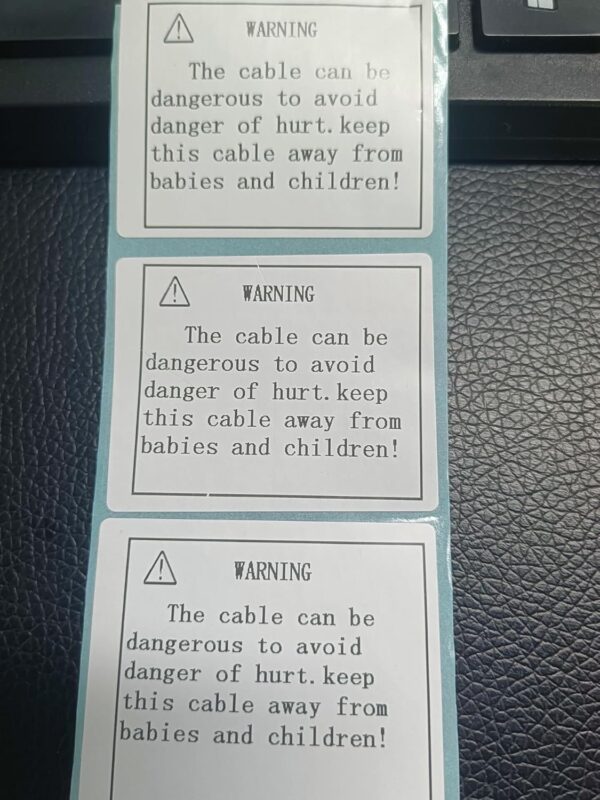 WARNING
The cable can be
dangerous to avoid
danger of hurt. keep
this cable away from
babies and children!
WARNING
The cable can be
dangerous to avoid
danger of hurt. keep
this cable away from
babies and children!
WARNING
The cable can be
dangerous to avoid
danger of hurt. keep
this cable away from
babies and children!